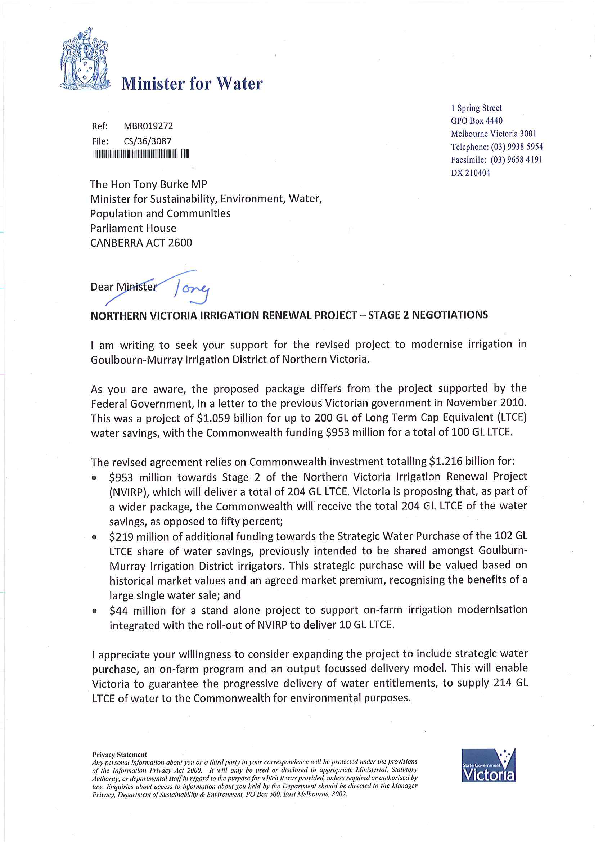 Minister for Water
1 Spring Street
GPO Box 4440
Melbourne Victoria 3001
Telephone: (03) 9938 5954
Facsimile: (03) 9658 4191
DX 210404
Ref: MBR019272
File: CS/36/3087
The Hon Tony Burke MP
Minister for Sustainability, Environment, Water,
Population and Communities
Parliament House
CANBERRA ACT 2600
Dear Minister Tony
NORTHERN VICTORIA IRRIGATION RENEWAL PROJECT – STAGE 2 NEGOTIATIONS
I am writing to seek your support for the revised project to modernise irrigation in
Goulbourn-Murray Irrigation District of Northern Victoria.
As you are aware, the proposed package differs from the project supported by the
Federal Government, in a letter to the previous Victorian government in November 2010.
This was a project of $1.059 billion for up to 200 GL of Long Term Cap Equivalent (LTCE)
water savings, with the Commonwealth funding $953 million for a total of 100 GL LTCE.
The revised agreement relies on Commonwealth investment totalling $1.216 billion for:
• $953 million towards Stage 2 of the Northern Victoria Irrigation Renewal Project
(NVIRP), which will deliver a total of 204 GL LTCE. Victoria is proposing that, as part of
a wider package, the Commonwealth will receive the total 204 GL LTCE of the water
savings, as opposed to fifty percent;
• $219 million of additional funding towards the Strategic Water Purchase of the 102 GL
LTCE share of water savings, previously intended to be shared amongst Goulburn-
Murray Irrigation District irrigators. This strategic purchase will be valued based on
historical market values and an agreed market premium, recognising the benefits of a
large single water sale; and
• $44 million for a stand alone project to support on-farm irrigation modernisation
integrated with the roll-out of NVIRP to deliver 10 GL LTCE.
I appreciate your willingness to consider expanding the project to include strategic water
purchase, an on-farm program and an output focussed delivery model. This will enable
Victoria to guarantee the progressive delivery of water entitlements, to supply 214 GL
LTCE of water to the Commonwealth for environmental purposes.
Privacy Statement
Any personal information about you or a third party in your correspondence will be protected under the provisions
of the Information Privacy Act 2000. It will only be used or disclosed to appropriate Ministerial, Statutory
Authority, or departmental staff in regard to the purpose for which it was provided, unless required or authorised by
law. Enquiries about access to information about you held by the Department should be directed to the Manager
Privacy, Department of Sustainability & Environment, PO Box 500, East Melbourne, 3002.
State Government
Victoria